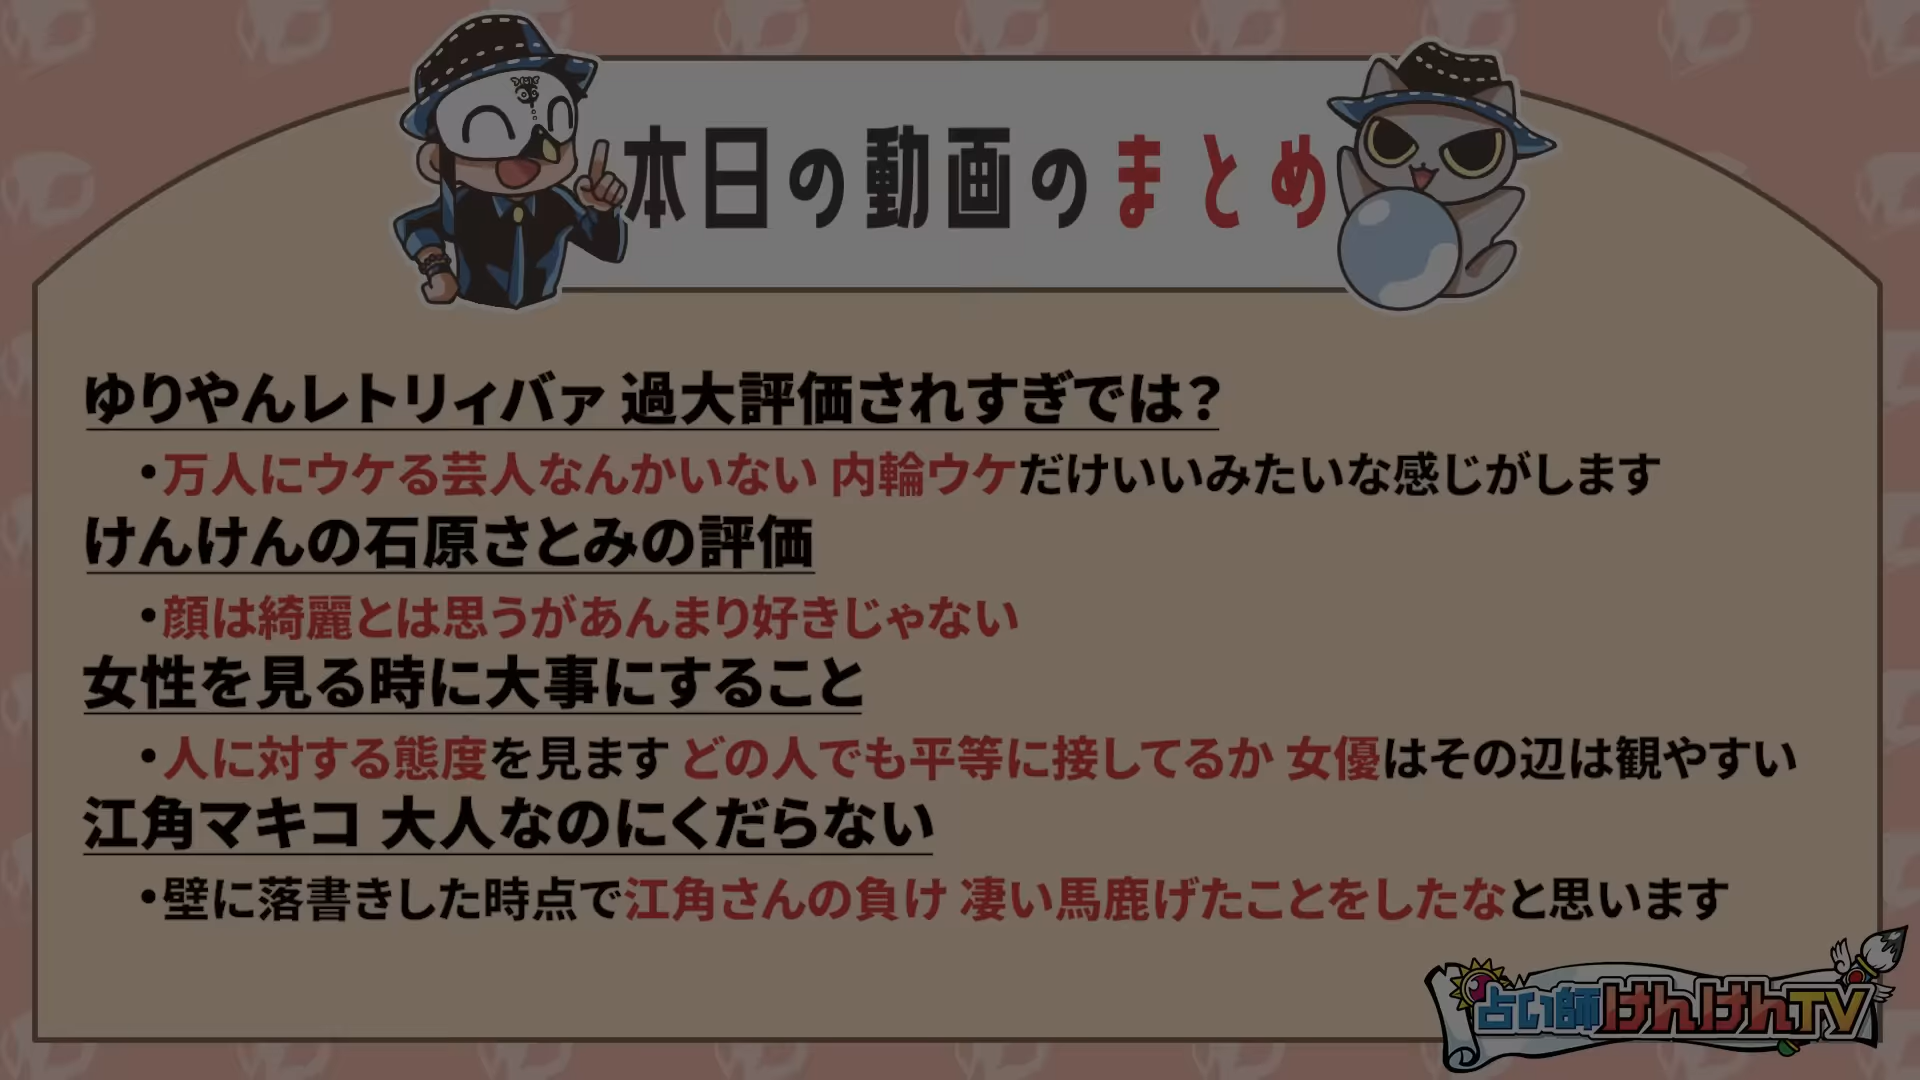 本日の動画のまとめ
ゆりやんレトリィバァ 過大評価されすぎでは？
・万人にウケる芸人なんかいない 内輪ウケだけいいみたいな感じがします
けんけんの石原さとみの評価
・顔は綺麗とは思うがあんまり好きじゃない
女性を見る時に大事にすること
・人に対する態度を見ます どの人でも平等に接してるか 女優はその辺は観やすい
江角マキコ 大人なのにくだらない
・壁に落書きした時点で江角さんの負け 凄い馬鹿げたことをしたなと思います
占い師けんけんTV